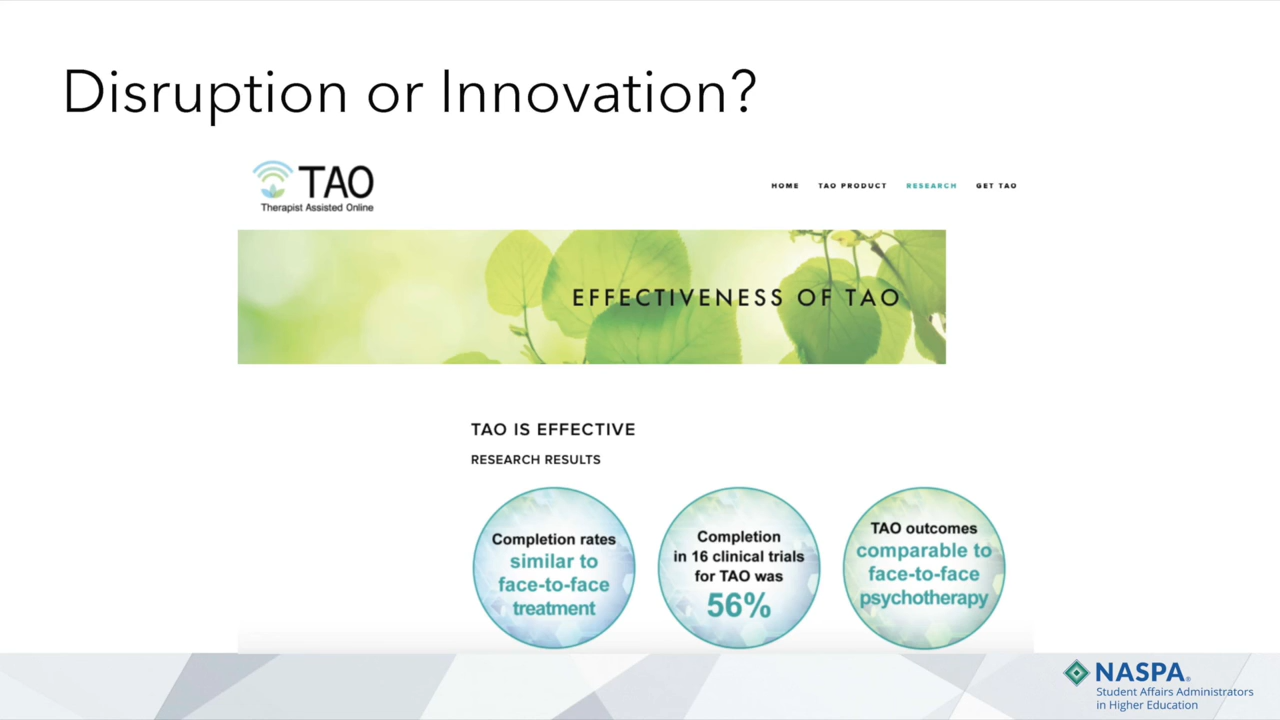 Disruption or Innovation?
TAO
Therapist Assisted Online
HOME TAO PRODUCT RESEARCH GET TAO
EFFECTIVENESS OF TAO
TAO IS EFFECTIVE
RESEARCH RESULTS
Completion rates
similar to
face-to-face
treatment
Completion
in 16 clinical trials
for TAO was
56%
TAO outcomes
comparable to
face-to-face
psychotherapy
NASPA®
Student Affairs Administrators
in Higher Education